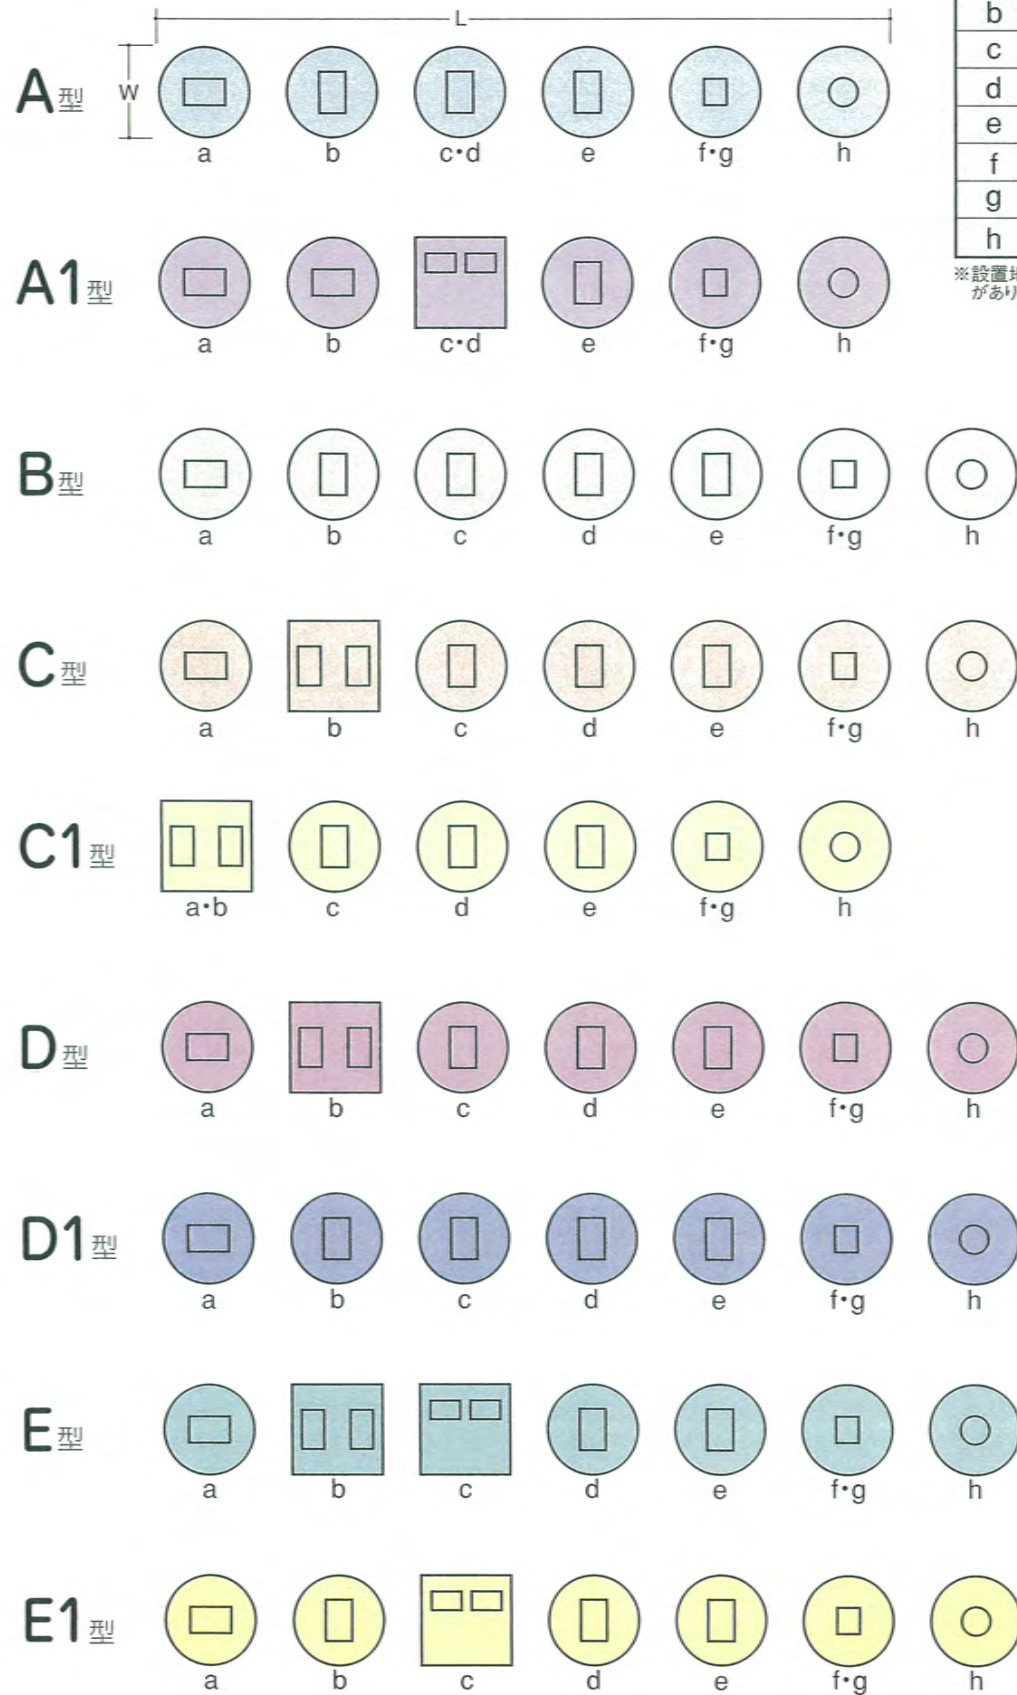 L
W
A型
a b c・d e f・g h
b
c
d
e
f
g
h
※設置地
があり
A1型
a b c・d e f・g h
B型
a b c d e f・g h
C型
a b c d e f・g h
C1型
a・b c d e f・g h
D型
a b c d e f・g h
D1型
a b c d e f・g h
E型
a b c d e f・g h
E1型
a b c d e f・g h